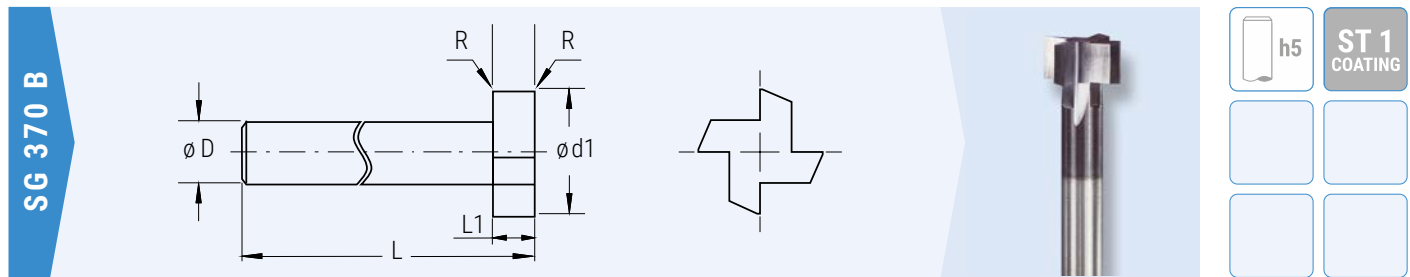 SG 370 B
R R
ø D
ø d1
L1
L
h5
ST 1
COATING